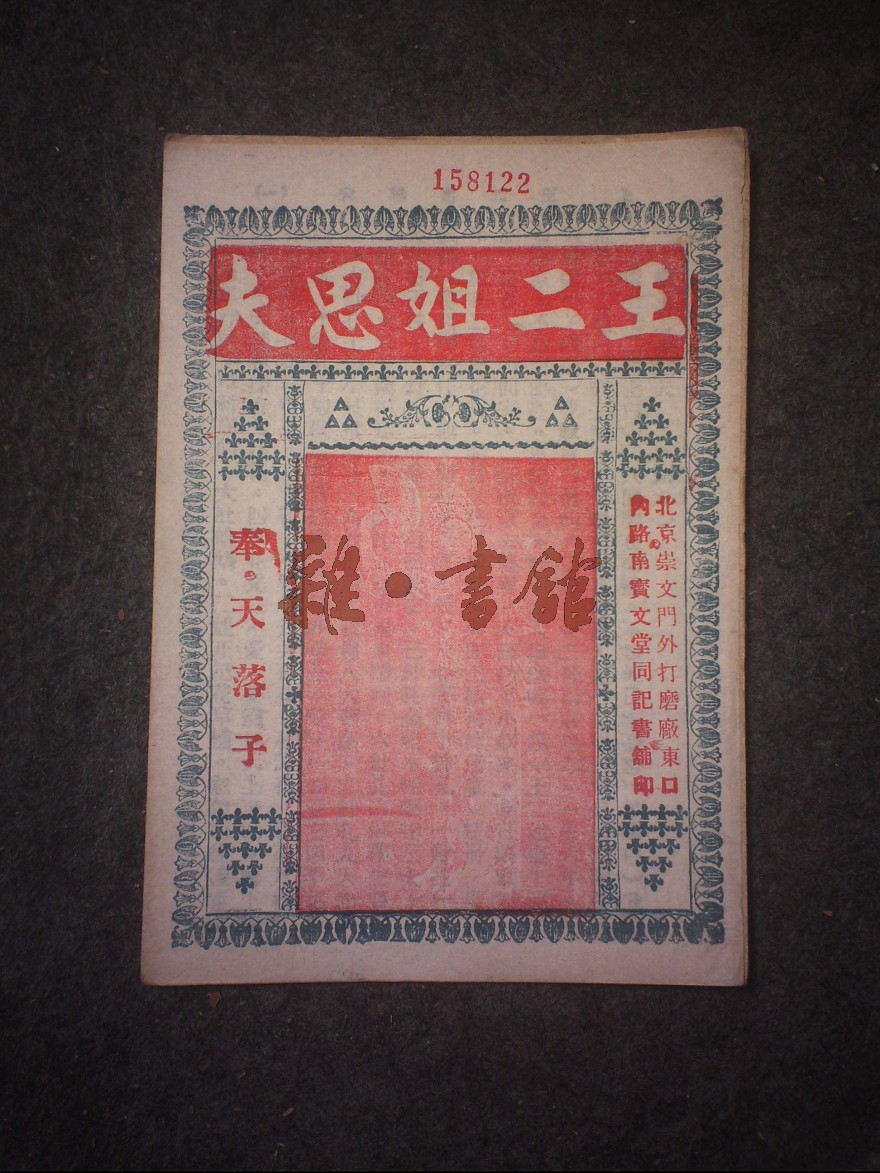 158122
王二姐思夫
北京崇文門外打磨廠東口
內路南寶文堂同記書舖印
奉天落子
雜·書館